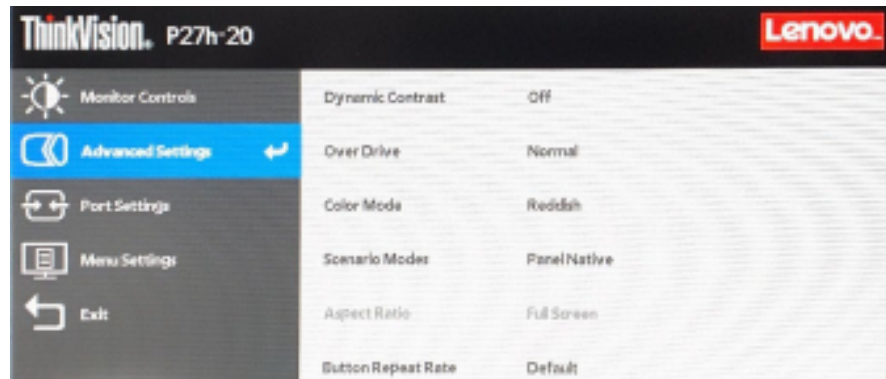 ThinkVision. P27h-20
Lenovo.
Monitor Controls
Dynamic Contrast Off
Advanced Settings
Over Drive Normal
Port Settings
Color Mode Reddish
Menu Settings
Scenario Modes Panel Native
Exit
Aspect Ratio Full Screen
Button Repeat Rate Default